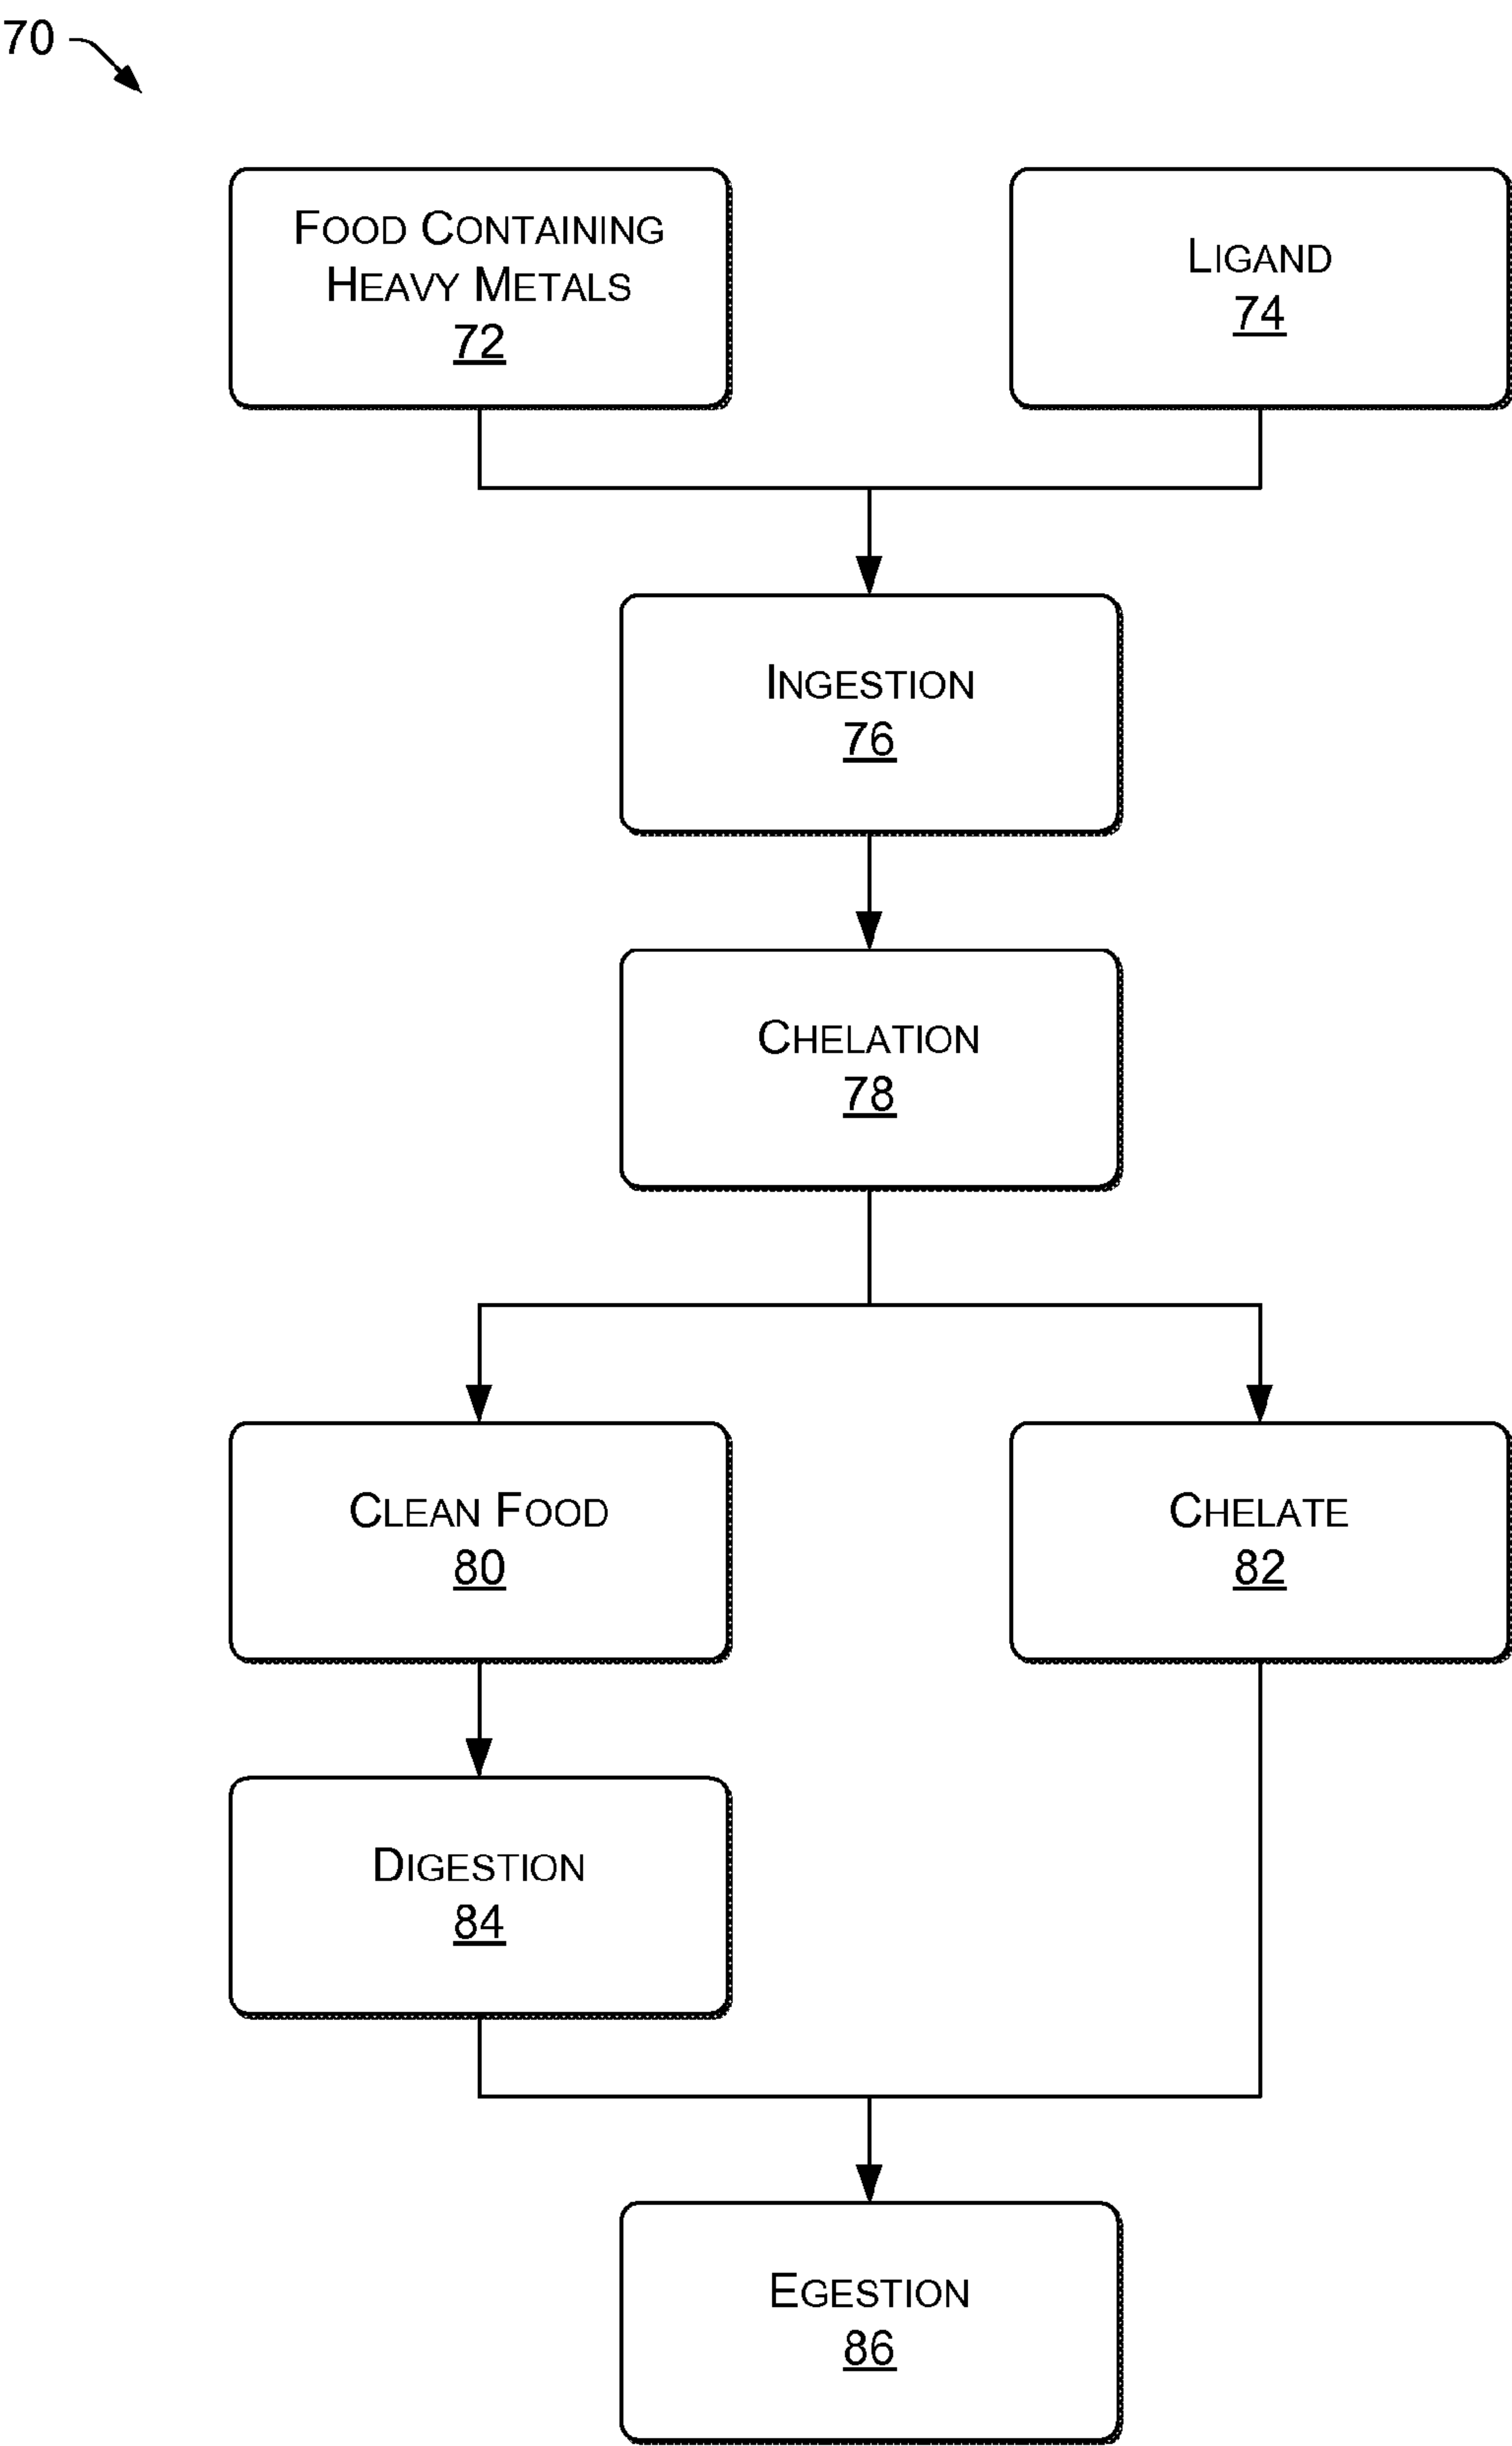 70
FOOD CONTAINING
HEAVY METALS
72
LIGAND
74
INGESTION
76
CHELATION
78
CLEAN FOOD
80
CHELATE
82
DIGESTION
84
EGESTION
86